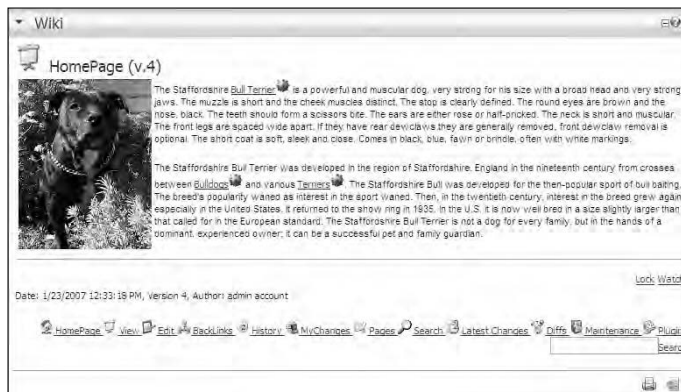 Wiki
HomePage (v.4)
The Staffordshire Bull Terrier is a powerful and muscular dog, very strong for his size with a broad head and very strong
jaws. The muzzle is short and the cheek muscles distinct. The stop is clearly defined. The round eyes are brown and the
nose, black. The teeth should form a scissors bite. The ears are either rose or half-pricked. The neck is short and muscular.
The front legs are spaced wide apart. If they have rear dewclaws they are generally removed, front dewclaw removal is
optional. The short coat is soft, sleek and close. Comes in black, blue, fawn or brindle, often with white markings.
The Staffordshire Bull Terrier was developed in the region of Staffordshire, England in the nineteenth century from crosses
between Bulldogs and various Terriers. The Staffordshire Bull was developed for the then-popular sport of bull baiting.
The breed's popularity waned as interest in the sport waned. Then, in the twentieth century, interest in the breed grew again
especially in the United States. It returned to the show ring in 1935. In the U.S. it is now well bred in a size slightly larger than
that called for in the European standard. The Staffordshire Bull Terrier is not a dog for every family, but in the hands of a
dominant, experienced owner, it can be a successful pet and family guardian.
Lock Watch
Date: 1/23/2007 12:33:18 PM, Version 4, Author: admin account
HomePage View Edit BackLinks History MyChanges Pages Search Latest Changes Diffs Maintenance Plugin
Search